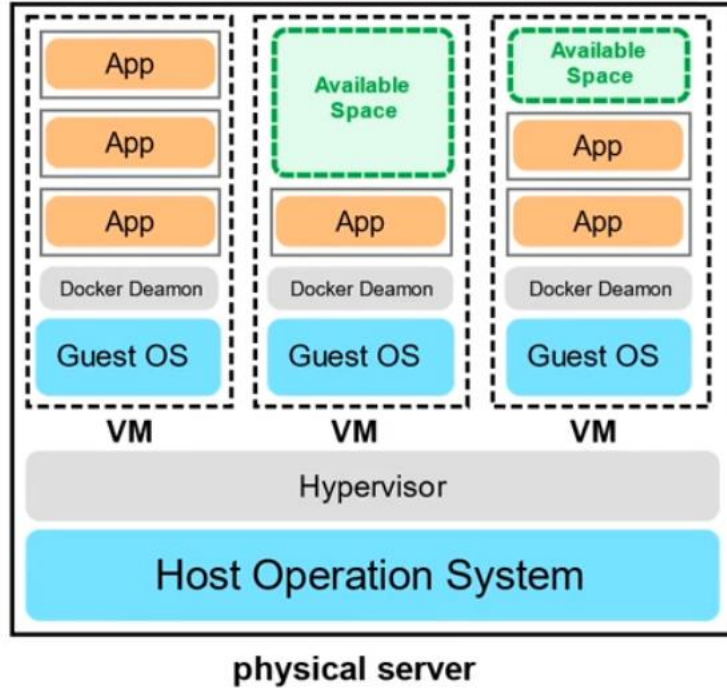 App
App
App
Docker Deamon
Guest OS
VM
Available
Space
App
Docker Deamon
Guest OS
VM
Available
Space
App
App
Docker Deamon
Guest OS
VM
Hypervisor
Host Operation System
physical server